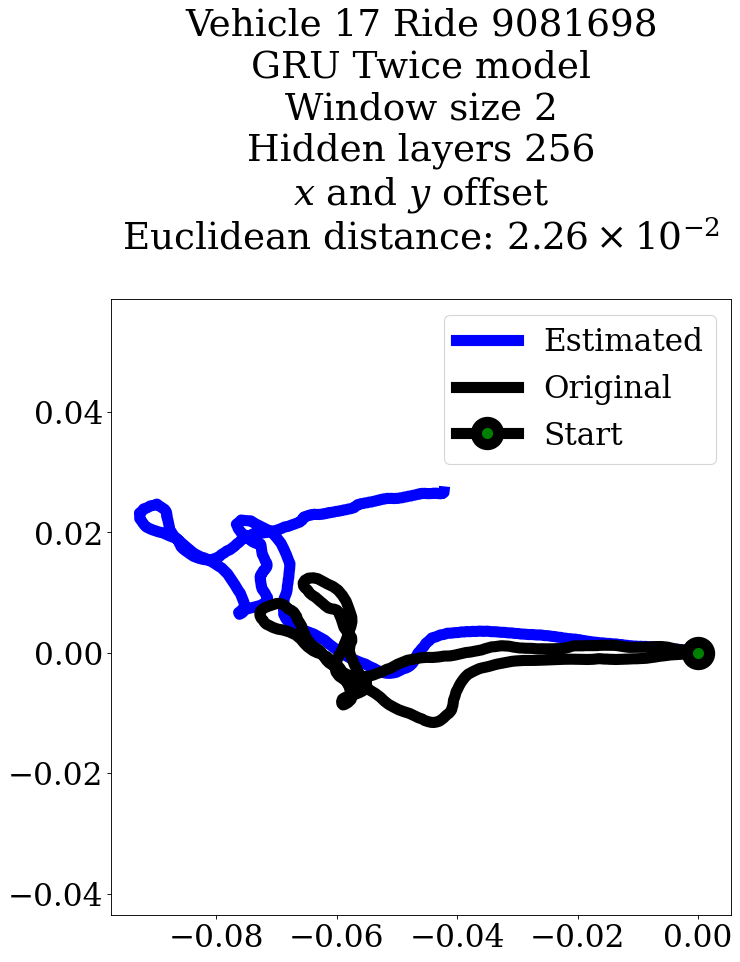 Vehicle 17 Ride 9081698
GRU Twice model
Window size 2
Hidden layers 256
x and y offset
Euclidean distance: 2.26 × 10⁻²
Estimated
Original
Start
0.04
0.02
0.00
−0.02
−0.04
−0.08 −0.06 −0.04 −0.02 0.00